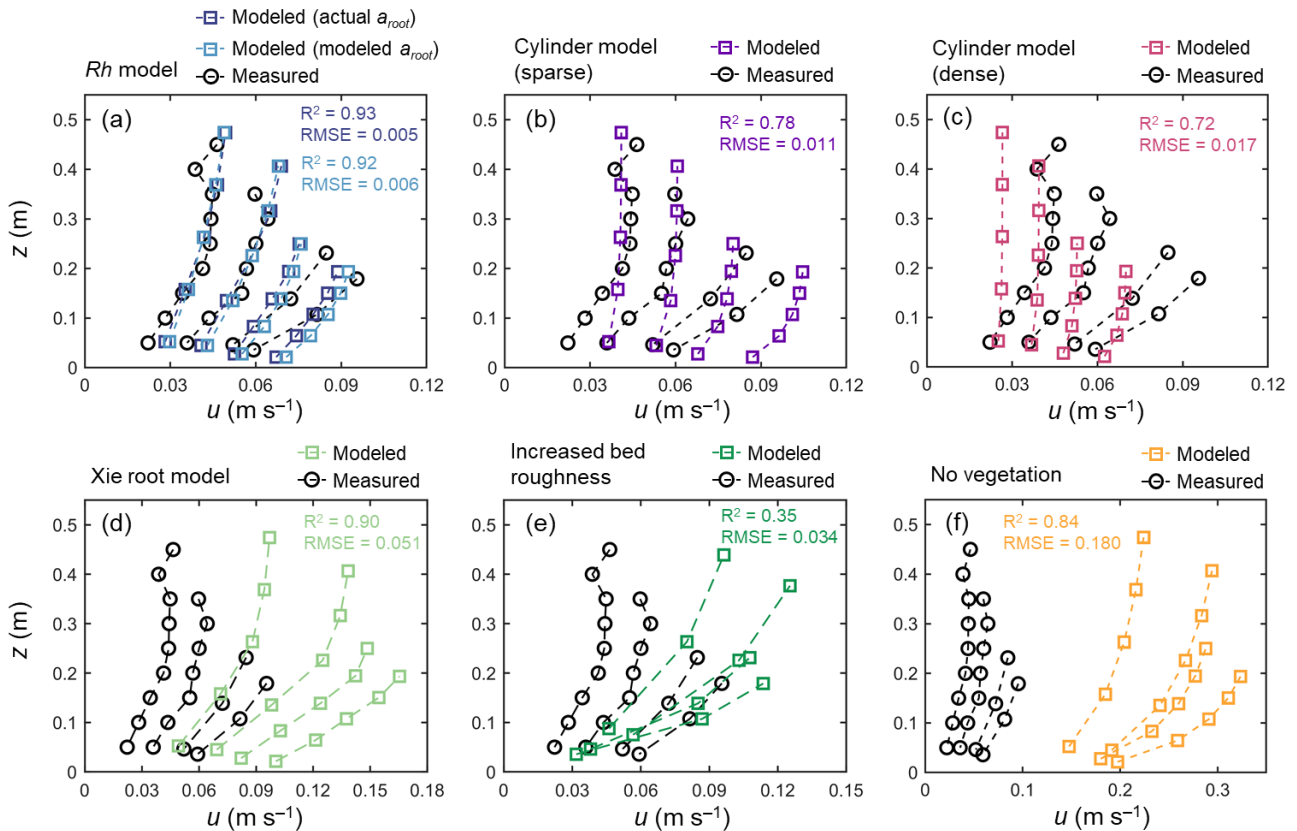 Modeled (actual a_root)
Modeled (modeled a_root)
Measured
Rh model
(a)
R² = 0.93
RMSE = 0.005
R² = 0.92
RMSE = 0.006
0.5
0.4
0.3
0.2
0.1
0
z (m)
0
0.03
0.06
0.09
0.12
u (m s⁻¹)
Cylinder model
(sparse)
Modeled
Measured
(b)
R² = 0.78
RMSE = 0.011
0.5
0.4
0.3
0.2
0.1
0
0
0.03
0.06
0.09
0.12
u (m s⁻¹)
Cylinder model
(dense)
Modeled
Measured
(c)
R² = 0.72
RMSE = 0.017
0.5
0.4
0.3
0.2
0.1
0
0
0.03
0.06
0.09
0.12
u (m s⁻¹)
Xie root model
Modeled
Measured
(d)
R² = 0.90
RMSE = 0.051
0.5
0.4
0.3
0.2
0.1
0
z (m)
0
0.03
0.06
0.09
0.12
0.15
0.18
u (m s⁻¹)
Increased bed
roughness
Modeled
Measured
(e)
R² = 0.35
RMSE = 0.034
0.5
0.4
0.3
0.2
0.1
0
0
0.03
0.06
0.09
0.12
0.15
u (m s⁻¹)
No vegetation
Modeled
Measured
(f)
R² = 0.84
RMSE = 0.180
0.5
0.4
0.3
0.2
0.1
0
0
0.1
0.2
0.3
u (m s⁻¹)